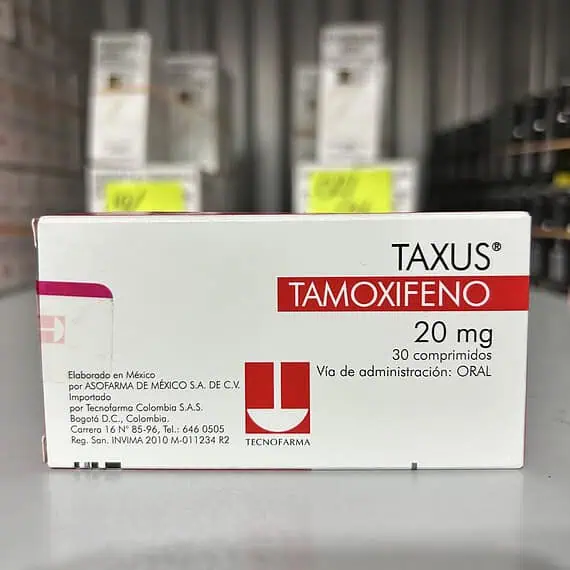 TAXUS®
TAMOXIFENO
20 mg
30 comprimidos
Vía de administración: ORAL
Elaborado en México
por ASOFARMA DE MÉXICO S.A. DE C.V.
Importado
por Tecnofarma Colombia S.A.S.
Bogotá D.C., Colombia.
Carrera 16 N° 85-96, Tel.: 646 0505
Reg. San. INVIMA 2010 M-011234 R2
TECNOFARMA